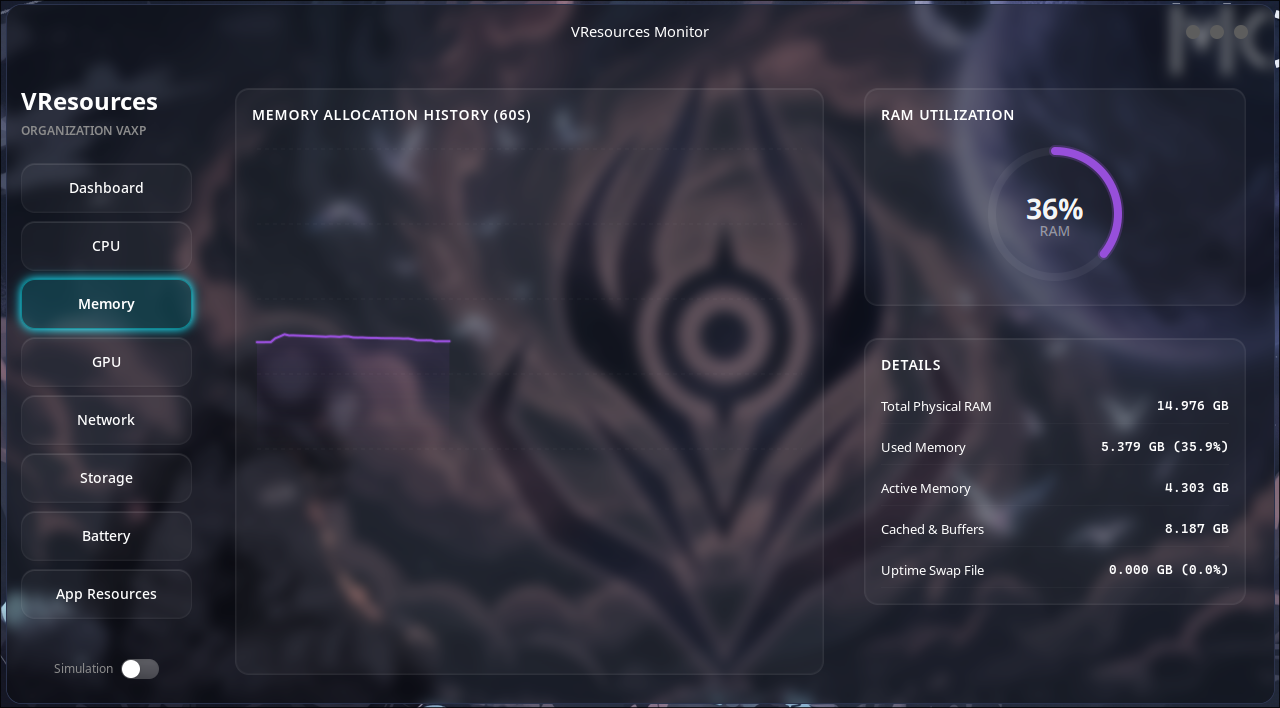 VResources Monitor
MC
VResources
ORGANIZATION VAXP
Dashboard
CPU
Memory
GPU
Network
Storage
Battery
App Resources
Simulation
MEMORY ALLOCATION HISTORY (60S)
RAM UTILIZATION
36%
RAM
DETAILS
Total Physical RAM 14.976 GB
Used Memory 5.379 GB (35.9%)
Active Memory 4.303 GB
Cached & Buffers 8.187 GB
Uptime Swap File 0.000 GB (0.0%)